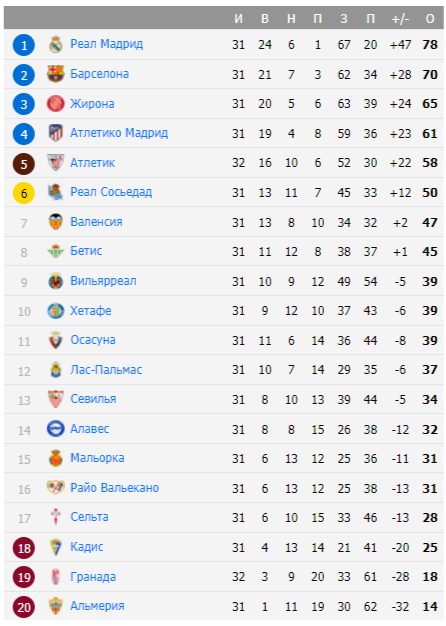 И В Н П З П +/- О
1 Реал Мадрид 31 24 6 1 67 20 +47 78
2 Барселона 31 21 7 3 62 34 +28 70
3 Жирона 31 20 5 6 63 39 +24 65
4 Атлетико Мадрид 31 19 4 8 59 36 +23 61
5 Атлетик 32 16 10 6 52 30 +22 58
6 Реал Сосьедад 31 13 11 7 45 33 +12 50
7 Валенсия 31 13 8 10 34 32 +2 47
8 Бетис 31 11 12 8 38 37 +1 45
9 Вильярреал 31 10 9 12 49 54 -5 39
10 Хетафе 31 9 12 10 37 43 -6 39
11 Осасуна 31 11 6 14 36 44 -8 39
12 Лас-Пальмас 31 10 7 14 29 35 -6 37
13 Севилья 31 8 10 13 39 44 -5 34
14 Алавес 31 8 8 15 26 38 -12 32
15 Мальорка 31 6 13 12 25 36 -11 31
16 Райо Вальекано 31 6 13 12 25 38 -13 31
17 Сельта 31 6 10 15 33 46 -13 28
18 Кадис 31 4 13 14 21 41 -20 25
19 Гранада 32 3 9 20 33 61 -28 18
20 Альмерия 31 1 11 19 30 62 -32 14